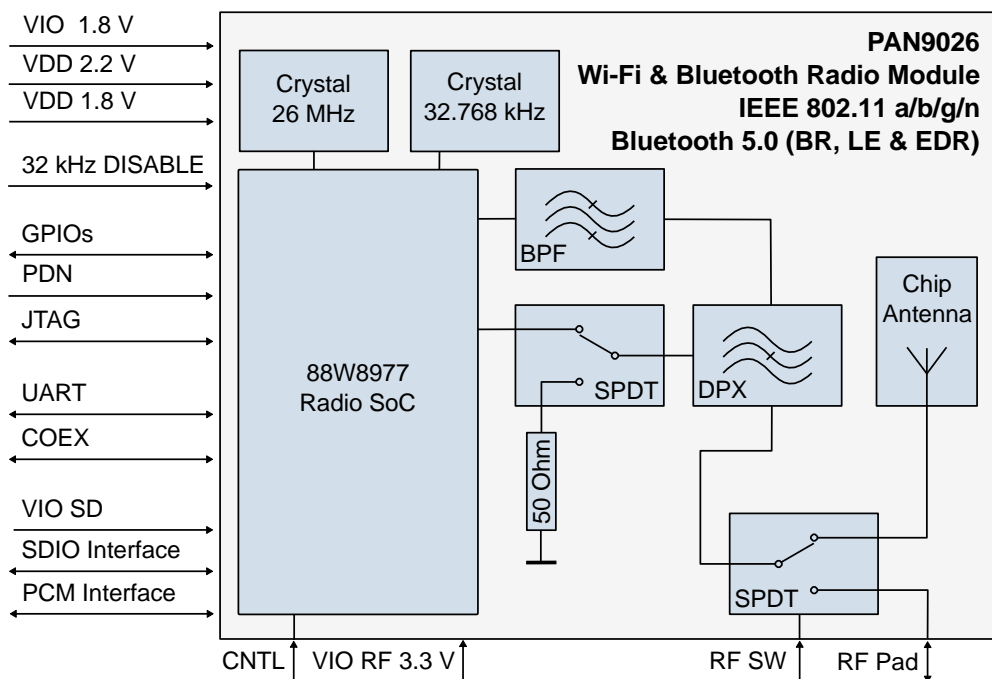 VIO 1.8 V
VDD 2.2 V
VDD 1.8 V
32 kHz DISABLE
GPIOs
PDN
JTAG
UART
COEX
VIO SD
SDIO Interface
PCM Interface
PAN9026
Wi-Fi & Bluetooth Radio Module
IEEE 802.11 a/b/g/n
Bluetooth 5.0 (BR, LE & EDR)
Crystal
26 MHz
Crystal
32.768 kHz
BPF
88W8977
Radio SoC
SPDT
DPX
Chip
Antenna
50 Ohm
SPDT
CNTL
VIO RF 3.3 V
RF SW
RF Pad